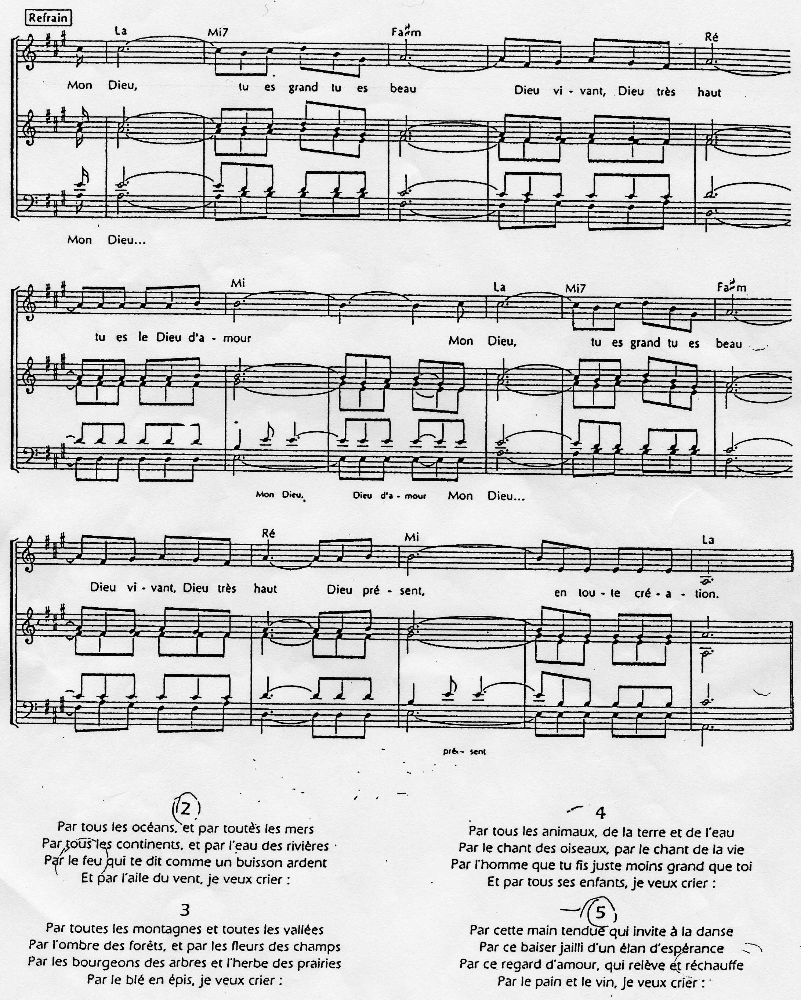 Refrain
La Mi7 Fa#m Ré
Mon Dieu, tu es grand tu es beau Dieu vi - vant, Dieu très haut
Mon Dieu...
Mi La Mi7 Fa#m
tu es le Dieu d'a - mour Mon Dieu, tu es grand tu es beau
Mon Dieu, Dieu d'a - mour Mon Dieu...
Ré Mi La
Dieu vi - vant, Dieu très haut Dieu pré - sent, en tou - te cré - a - tion.
pré - sent
2
Par tous les océans, et par toutes les mers
Par tous les continents, et par l'eau des rivières
Par le feu qui te dit comme un buisson ardent
Et par l'aile du vent, je veux crier :
3
Par toutes les montagnes et toutes les vallées
Par l'ombre des forêts, et par les fleurs des champs
Par les bourgeons des arbres et l'herbe des prairies
Par le blé en épis, je veux crier :
4
Par tous les animaux, de la terre et de l'eau
Par le chant des oiseaux, par le chant de la vie
Par l'homme que tu fis juste moins grand que toi
Et par tous ses enfants, je veux crier :
5
Par cette main tendue qui invite à la danse
Par ce baiser jailli d'un élan d'espérance
Par ce regard d'amour, qui relève et réchauffe
Par le pain et le vin, je veux crier :